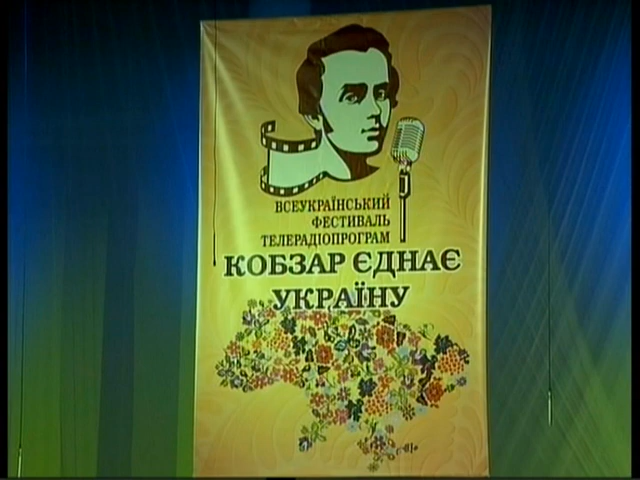 ВСЕУКРАЇНСЬКИЙ
ФЕСТИВАЛЬ
ТЕЛЕРАДІОПРОГРАМ
КОБЗАР ЄДНАЄ
УКРАЇНУ